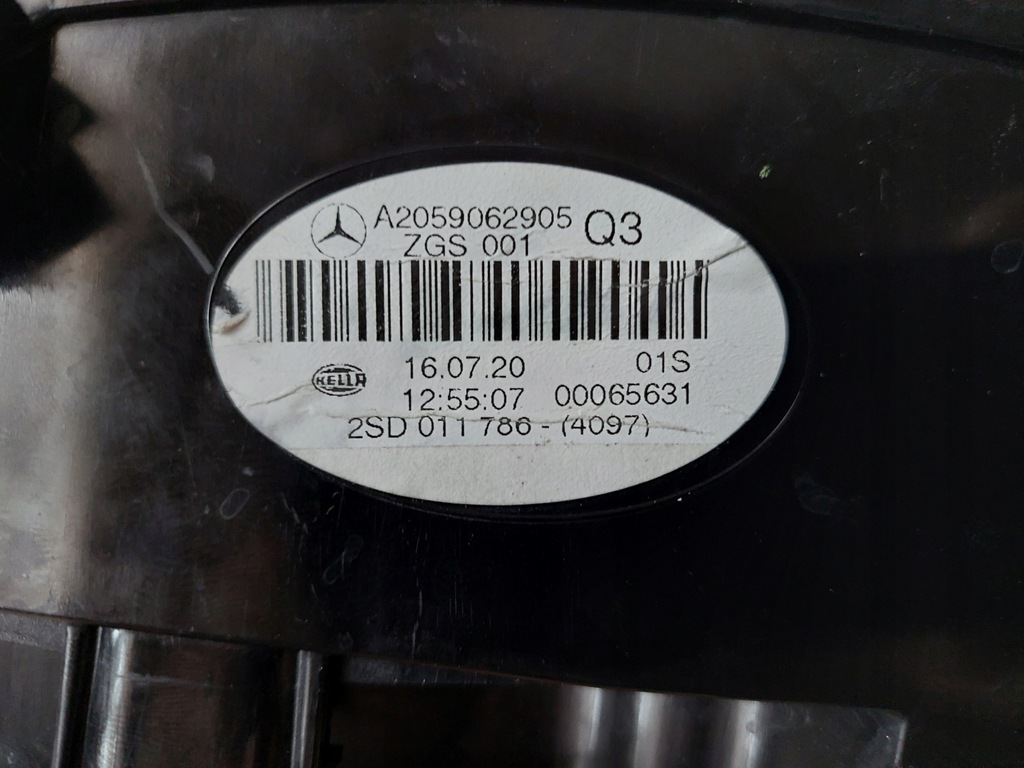 A2059062905 Q3
ZGS 001
HELLA
16.07.20 01S
12:55:07 00065631
2SD 011 786 - (4097)